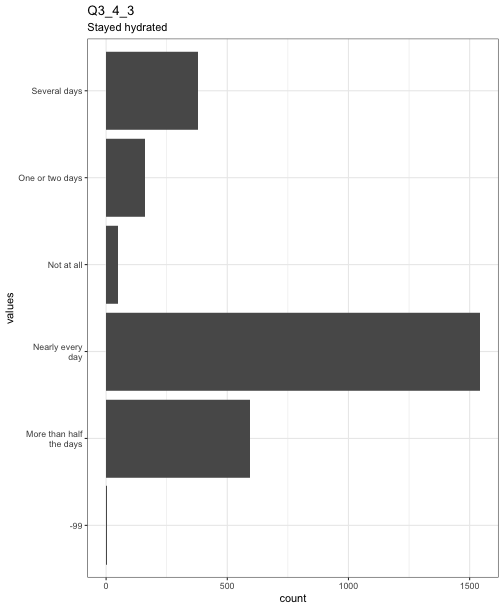 Q3_4_3
Stayed hydrated
Several days
One or two days
Not at all
values
Nearly every
day
More than half
the days
-99
0 500 1000 1500
count